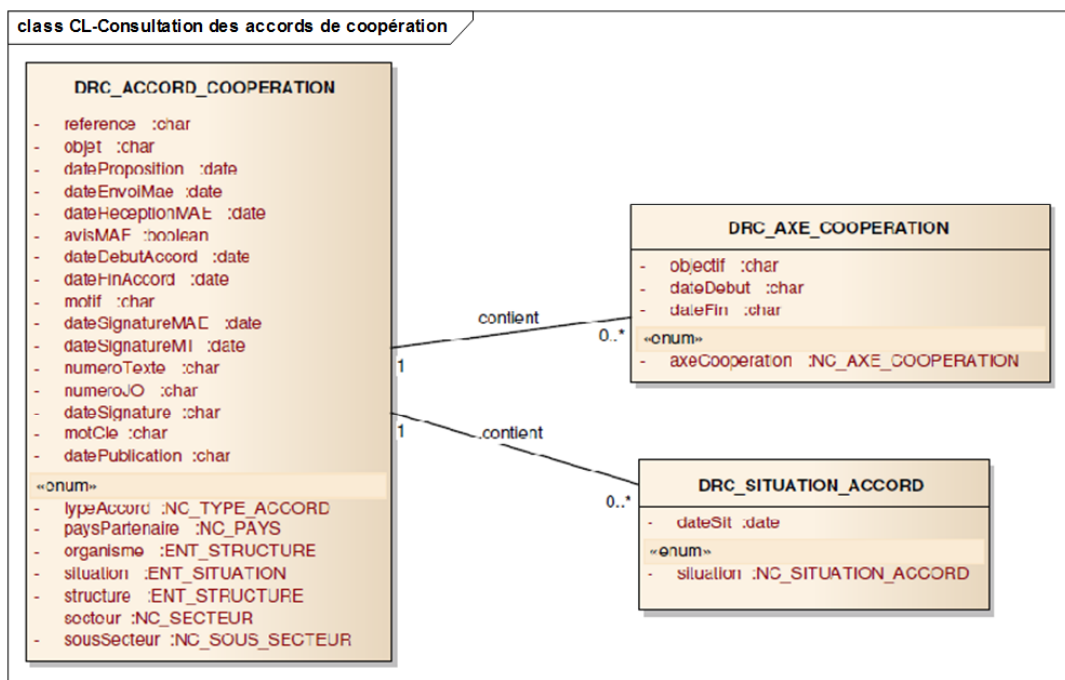 class CL-Consultation des accords de coopération
DRC_ACCORD_COOPERATION
- reference :char
- objet :char
- dateProposition :date
- dateEnvoiMae :date
- dateReceptionMAE :date
- avisMAE :boolean
- dateDebutAccord :date
- dateFinAccord :date
- motif :char
- dateSignatureMAE :date
- dateSignatureMT :date
- numeroTexte :char
- numeroJO :char
- dateSignature :char
- motCle :char
- datePublication :char
«enum»
- typeAccord :NC_TYPE_ACCORD
- paysPartenaire :NC_PAYS
- organisme :ENT_STRUCTURE
- situation :ENT_SITUATION
- structure :ENT_STRUCTURE
secteur :NC_SECTEUR
- sousSecteur :NC_SOUS_SECTEUR
contient
1
0..*
DRC_AXE_COOPERATION
- objectif :char
- dateDebut :char
- dateFin :char
«enum»
- axeCooperation :NC_AXE_COOPERATION
.contient
1
0..*
DRC_SITUATION_ACCORD
- dateSit :date
«enum»
- situation :NC_SITUATION_ACCORD